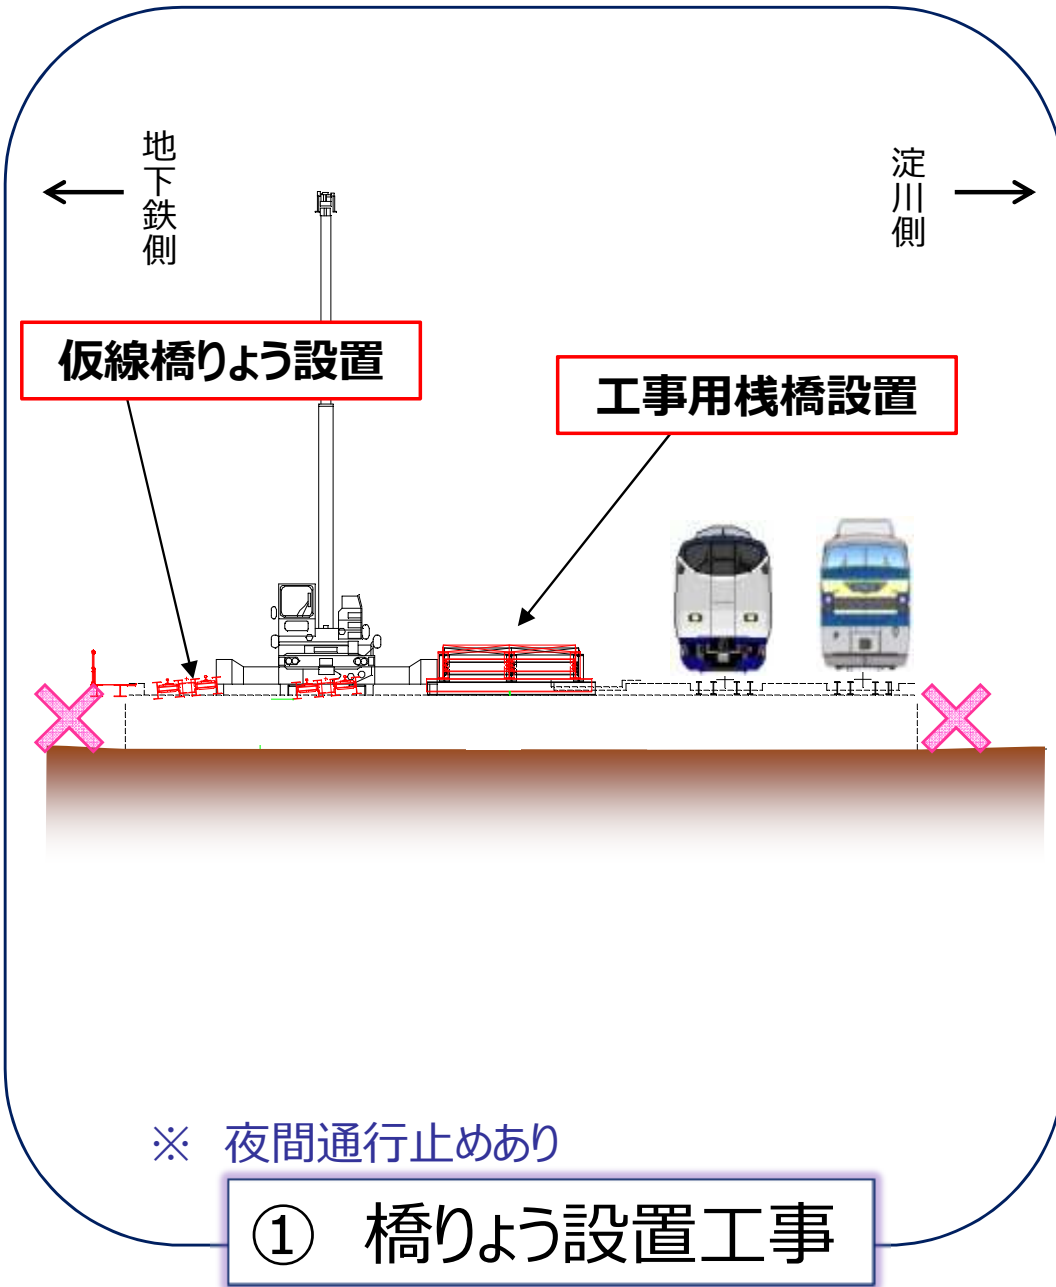 地下鉄側
淀川側
仮線橋りょう設置
工事用桟橋設置
※ 夜間通行止めあり
① 橋りょう設置工事